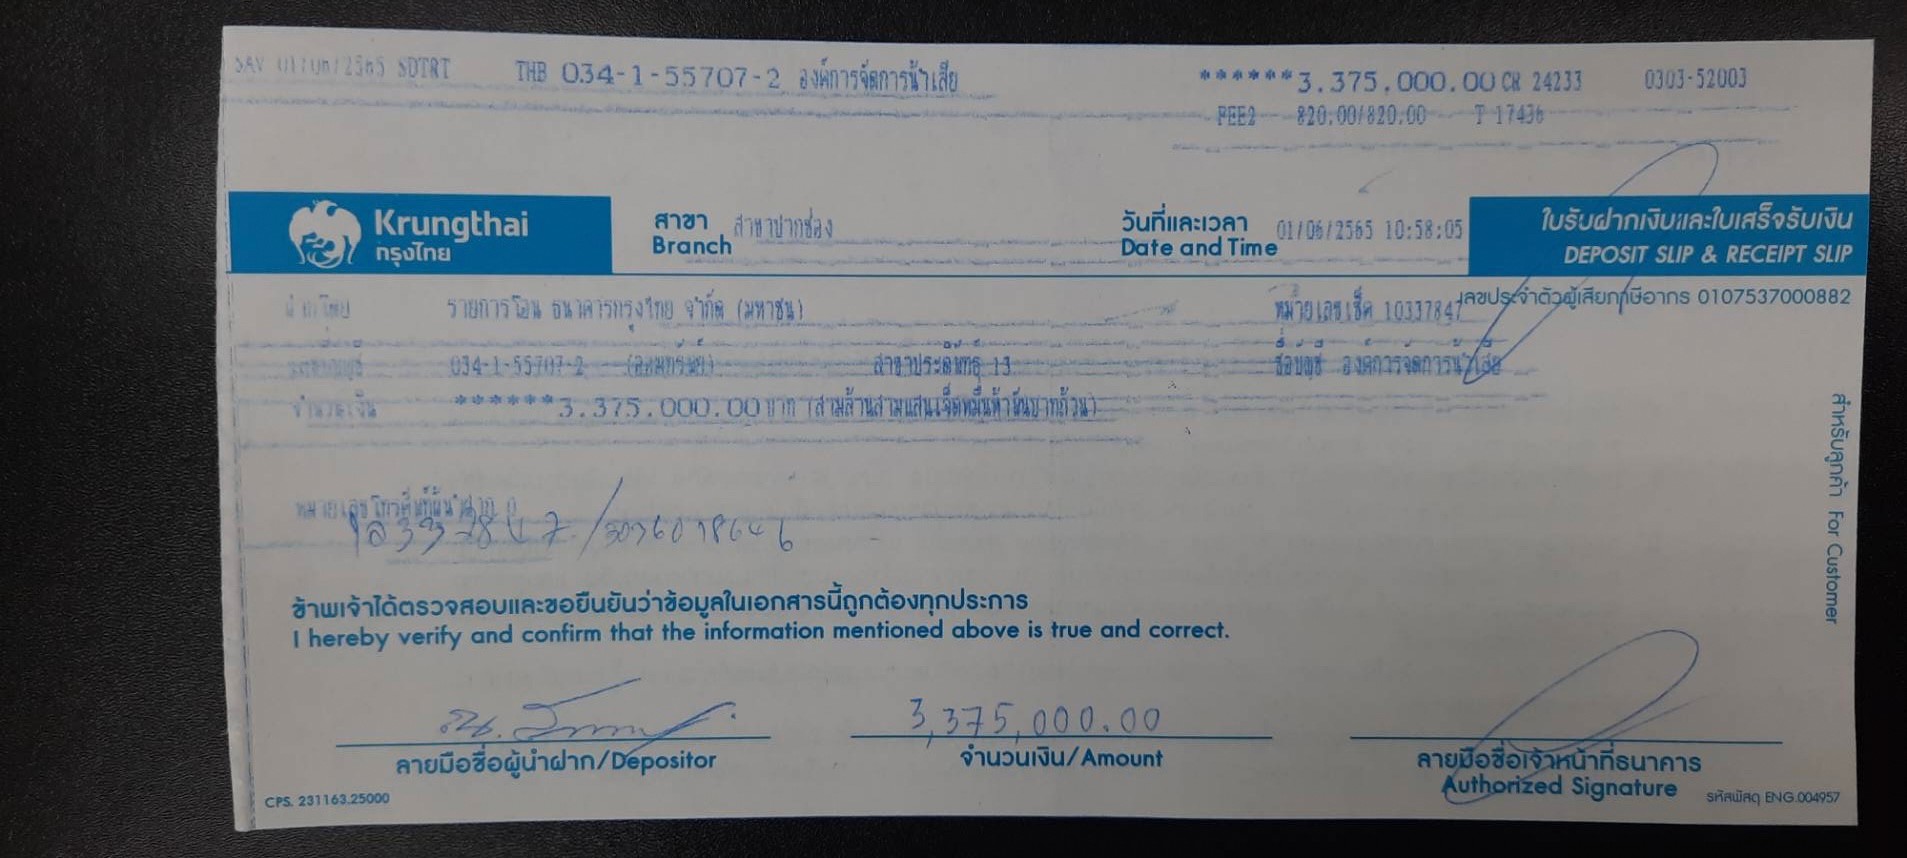 SAV 01/06/2565 SDTRT THB 034-1-55707-2 องค์การจัดการน้ำเสีย ******3,375,000.00 CR 24233 0303-52003
FEE2 820.00/820.00 T 17436
Krungthai
กรุงไทย
สาขา สาขาปากช่อง
Branch
วันที่และเวลา 01/06/2565 10:58:05
Date and Time
ใบรับฝากเงินและใบเสร็จรับเงิน
DEPOSIT SLIP & RECEIPT SLIP
เลขประจำตัวผู้เสียภาษีอากร 0107537000882
ฝากโดย รายการโอน ธนาคารกรุงไทย จำกัด (มหาชน) หมายเลขเช็ค 10337847
เลขที่บัญชี 034-1-55707-2 (ออมทรัพย์) สาขาประดิพัทธ์ 13 ชื่อบัญชี องค์การจัดการน้ำเสีย
จำนวนเงิน ******3,375,000.00 บาท (สามล้านสามแสนเจ็ดหมื่นห้าพันบาทถ้วน)
หมายเลขโทรศัพท์ผู้นำฝาก 0
10337847 /3036018646
ข้าพเจ้าได้ตรวจสอบและขอยืนยันว่าข้อมูลในเอกสารนี้ถูกต้องทุกประการ
I hereby verify and confirm that the information mentioned above is true and correct.
3,375,000.00
ลายมือชื่อผู้นำฝาก/Depositor
จำนวนเงิน/Amount
ลายมือชื่อเจ้าหน้าที่ธนาคาร
Authorized Signature
CPS. 231163.25000
รหัสพัสดุ ENG.004957
สำหรับลูกค้า For Customer